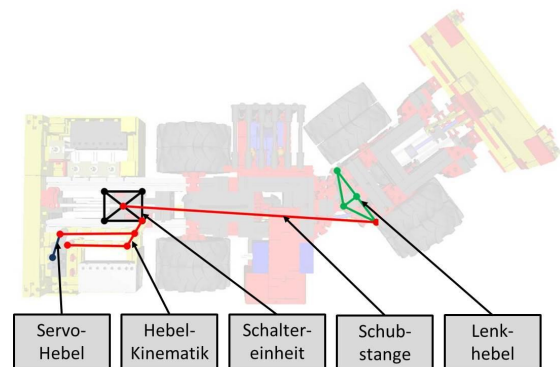 Servo-
Hebel
Hebel-
Kinematik
Schalter-
einheit
Schub-
stange
Lenk-
hebel